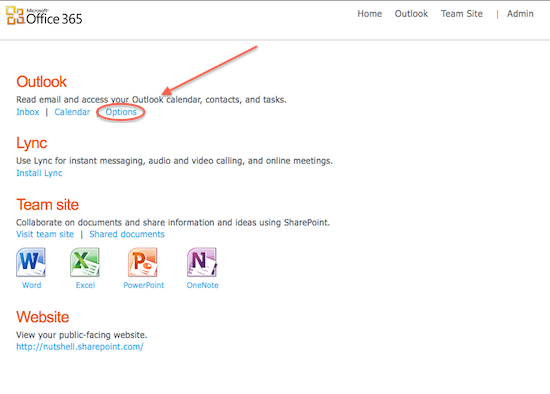 Microsoft
Office 365
Home Outlook Team Site | Admin
Outlook
Read email and access your Outlook calendar, contacts, and tasks.
Inbox | Calendar Options
Lync
Use Lync for instant messaging, audio and video calling, and online meetings.
Install Lync
Team site
Collaborate on documents and share information and ideas using SharePoint.
Visit team site | Shared documents
Word Excel PowerPoint OneNote
Website
View your public-facing website.
http://nutshell.sharepoint.com/